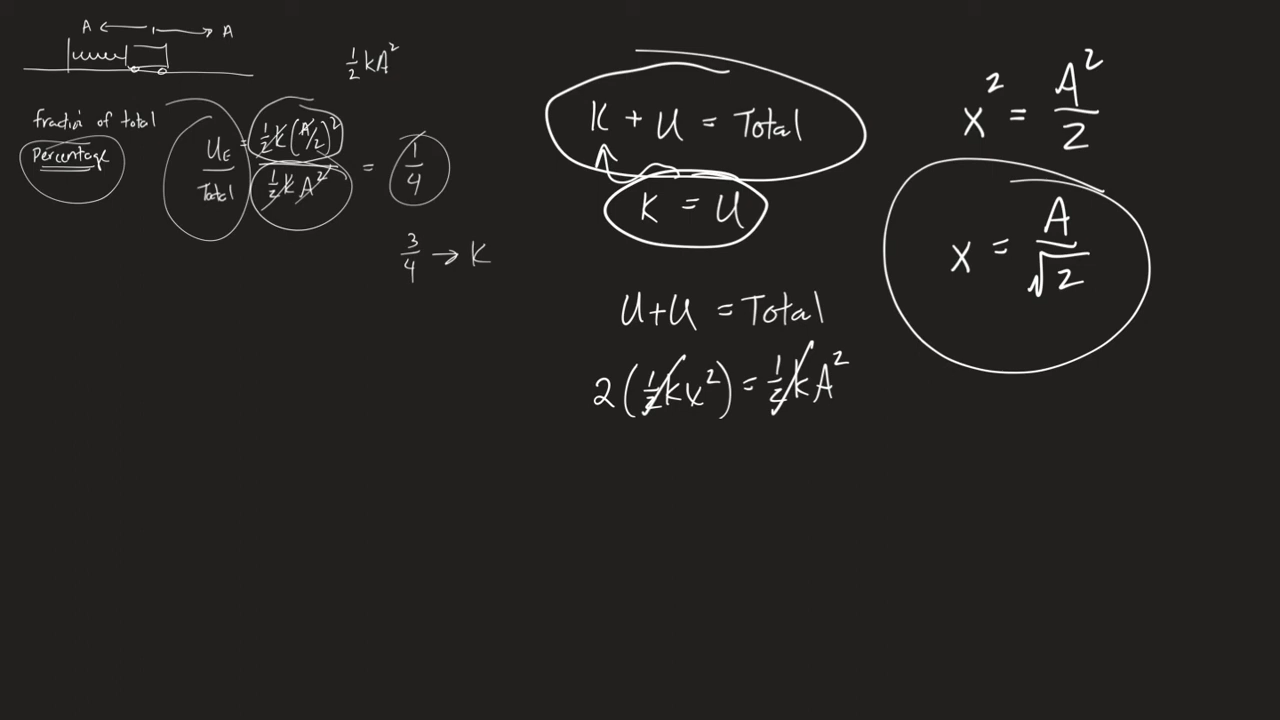 A ← → A
½kA²
fraction of total
Percentage
U_E/Total = ½k(A/2)²/½kA² = 1/4
3/4 → K
K + U = Total
K = U
U+U = Total
2(½kx²) = ½kA²
x² = A²/2
x = A/√2